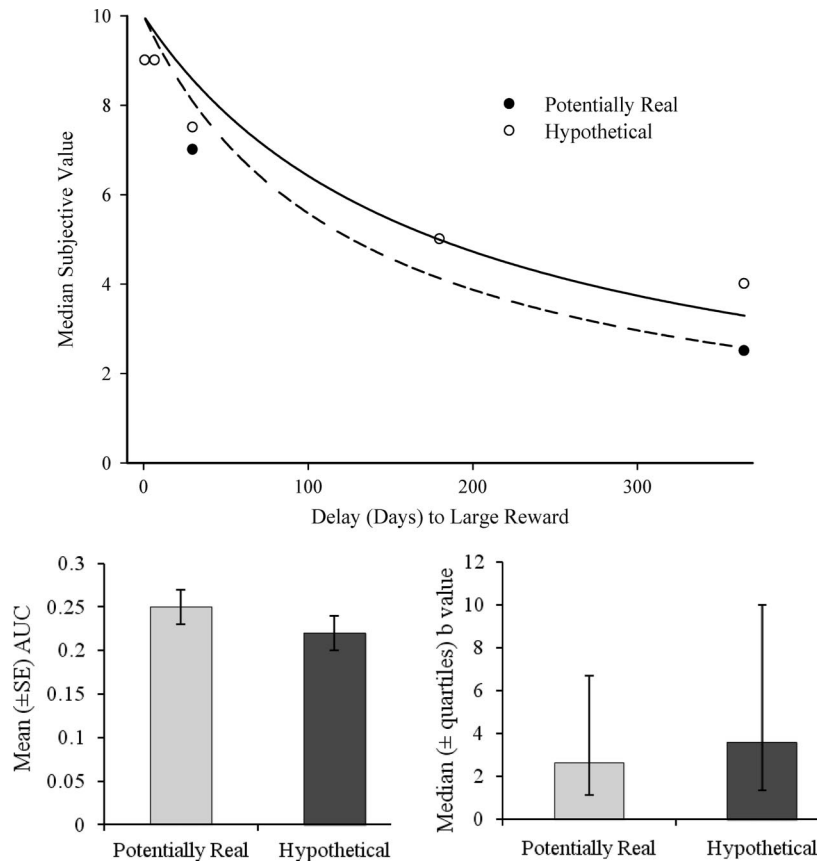 10
8
6
4
2
0
Median Subjective Value
Potentially Real
Hypothetical
0
100
200
300
Delay (Days) to Large Reward
0.3
0.25
0.2
0.15
0.1
0.05
0
Mean (±SE) AUC
Potentially Real
Hypothetical
12
10
8
6
4
2
0
Median (± quartiles) b value
Potentially Real
Hypothetical